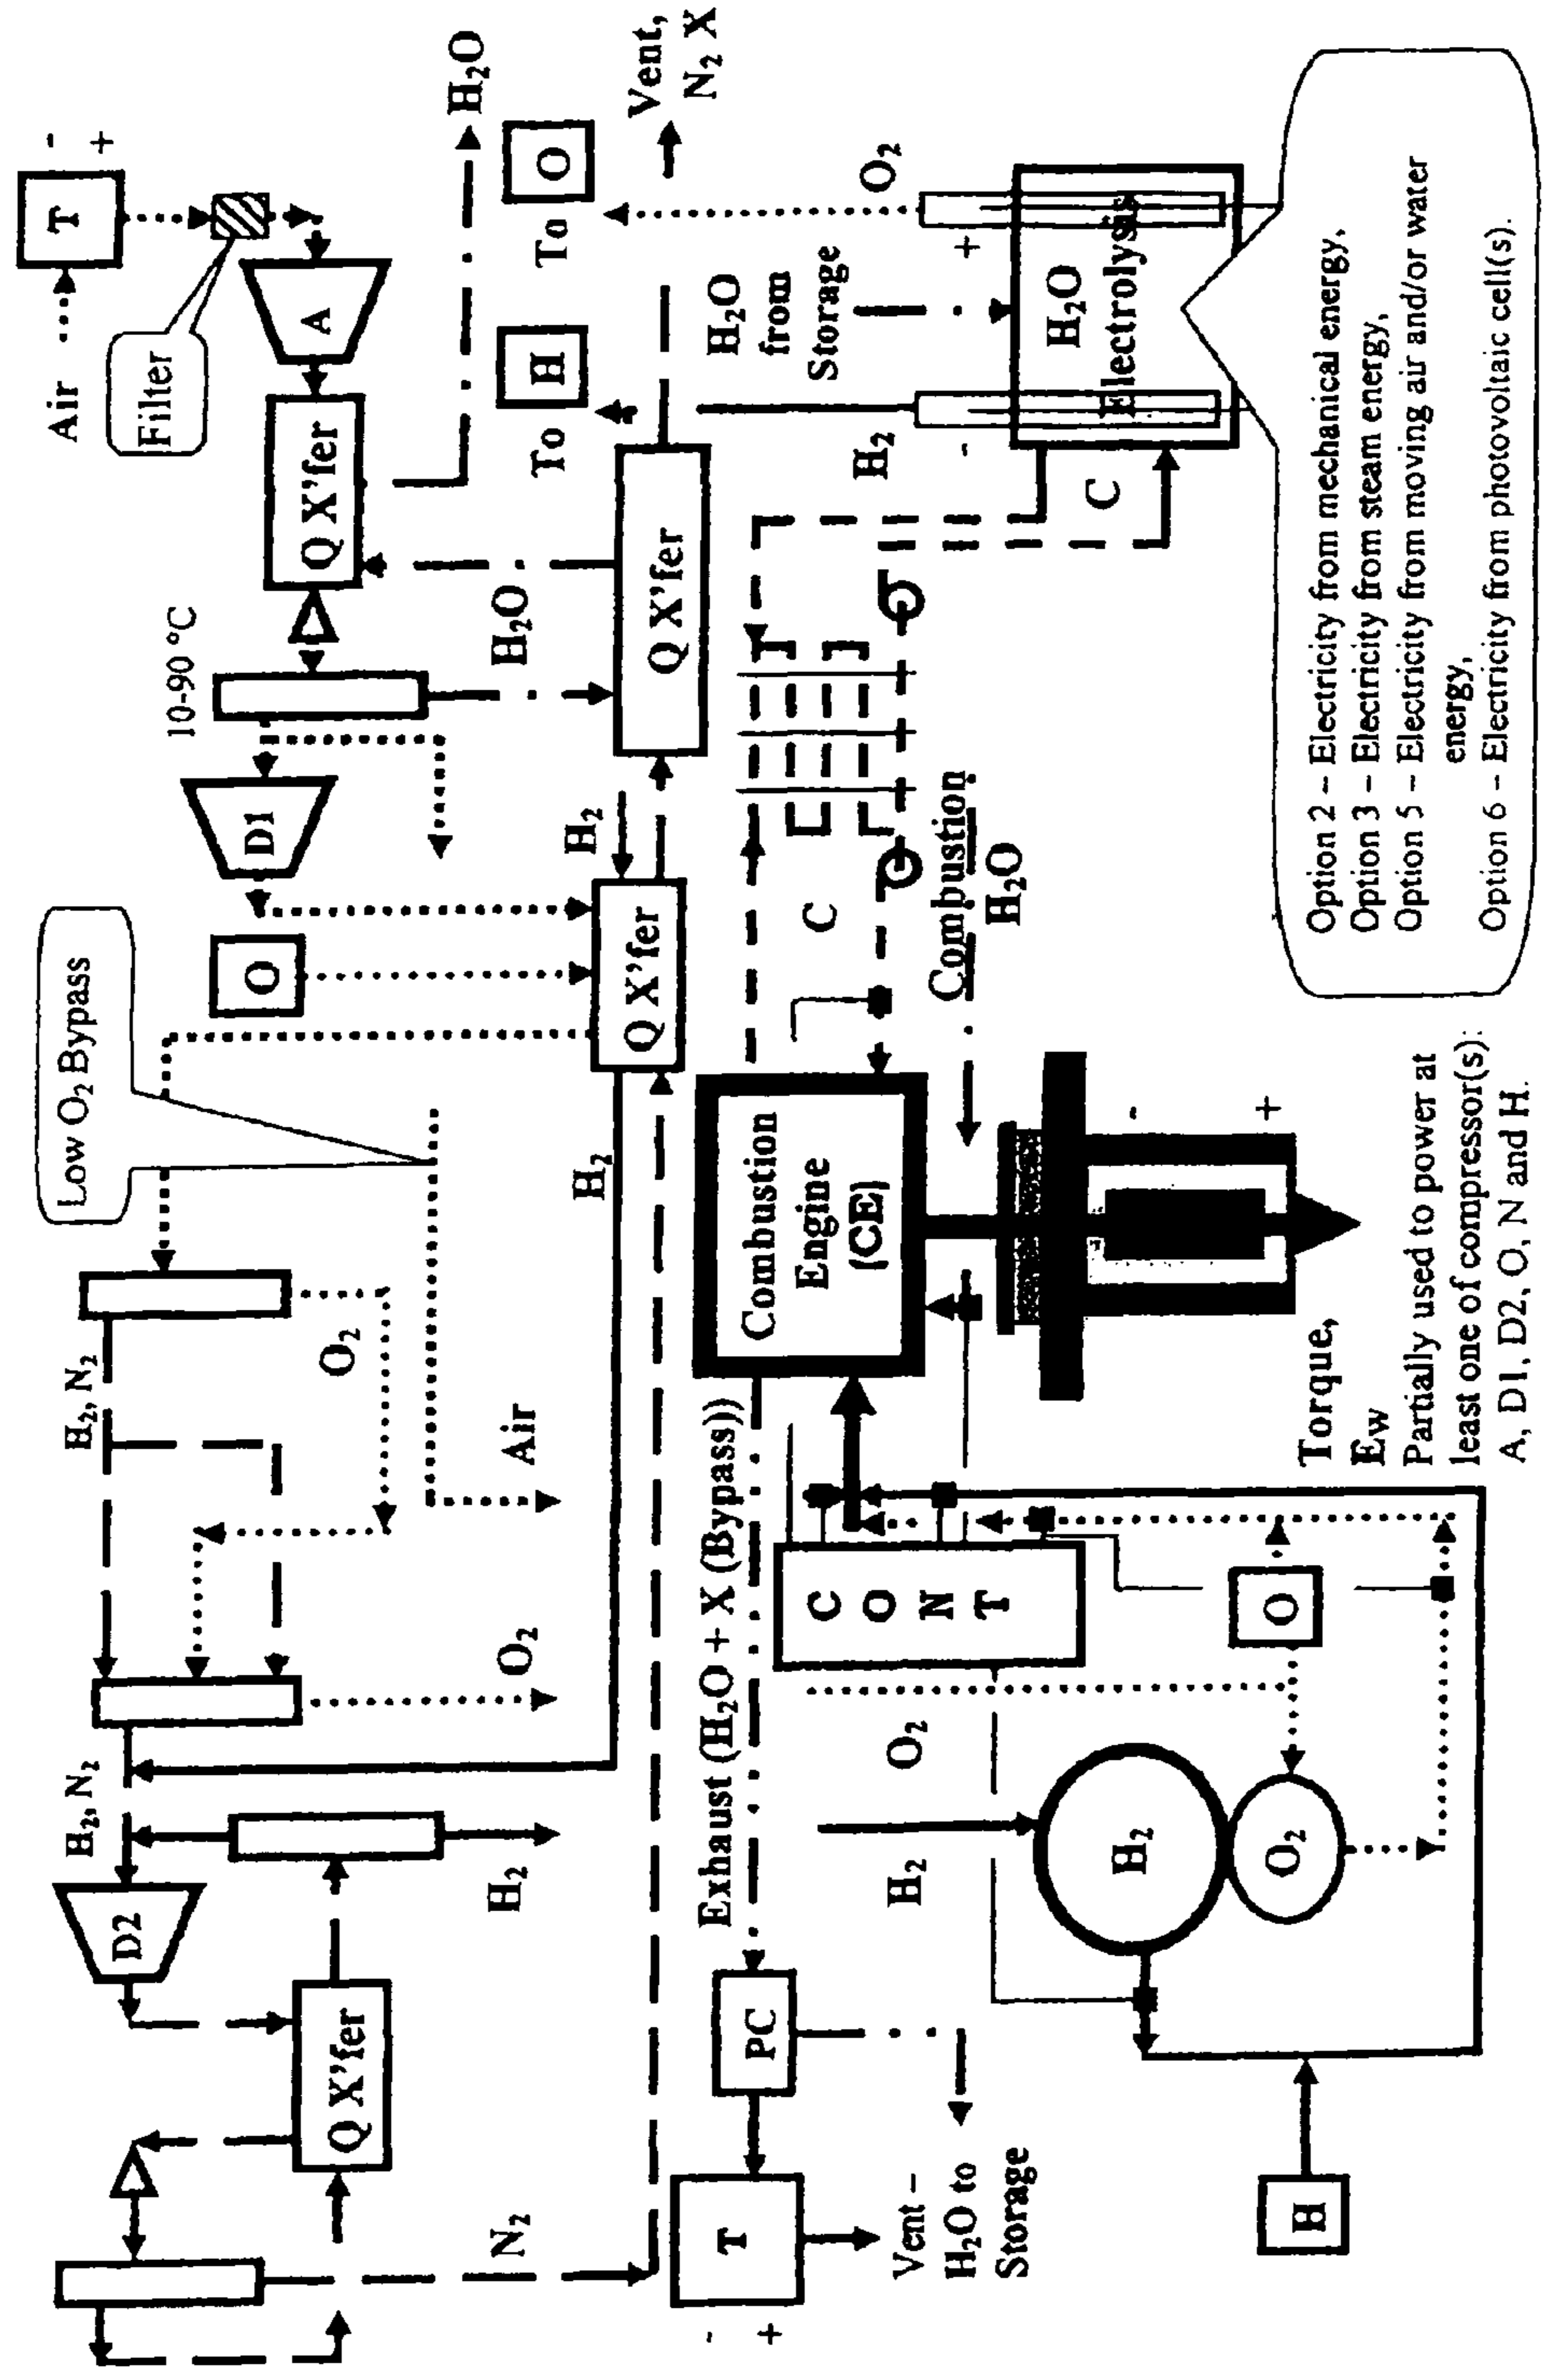 Air
T
-
+
Filter
A
Q X'fer
H₂O
10-90 °C
D1
H₂O
To O
To H
Vent,
N₂ X
Q X'fer
H₂
O
Q X'fer
Low O₂ Bypass
H₂
H₂, N₂
O₂
Air
O₂
H₂, N₂
D2
Q X'fer
H₂
N₂
H₂O
from
Storage
H₂
O₂
-
+
H₂O
Electrolysis
C
C
Combustion
H₂O
Combustion
Engine
(CE)
-
+
Torque,
Ew
Partially used to power at
least one of compressor(s):
A, D1, D2, O, N and H.
Option 2 – Electricity from mechanical energy,
Option 3 – Electricity from steam energy,
Option 5 – Electricity from moving air and/or water
energy,
Option 6 – Electricity from photovoltaic cell(s).
Exhaust (H₂O + X (Bypass))
C
O
N
T
PC
T
-
+
Vent –
H₂O to
Storage
H₂
O₂
H₂
O₂
O
H